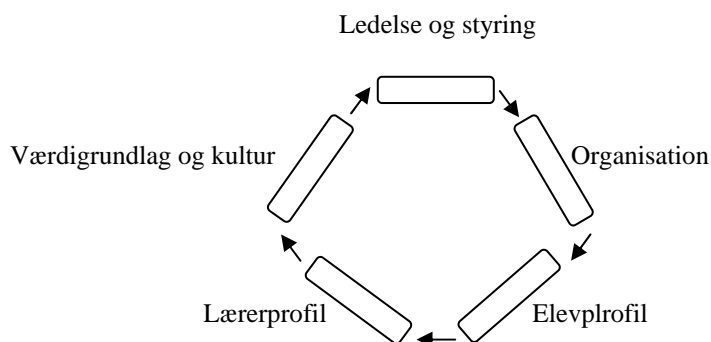 Ledelse og styring
Værdigrundlag og kultur
Organisation
Lærerprofil
Elevplrofil